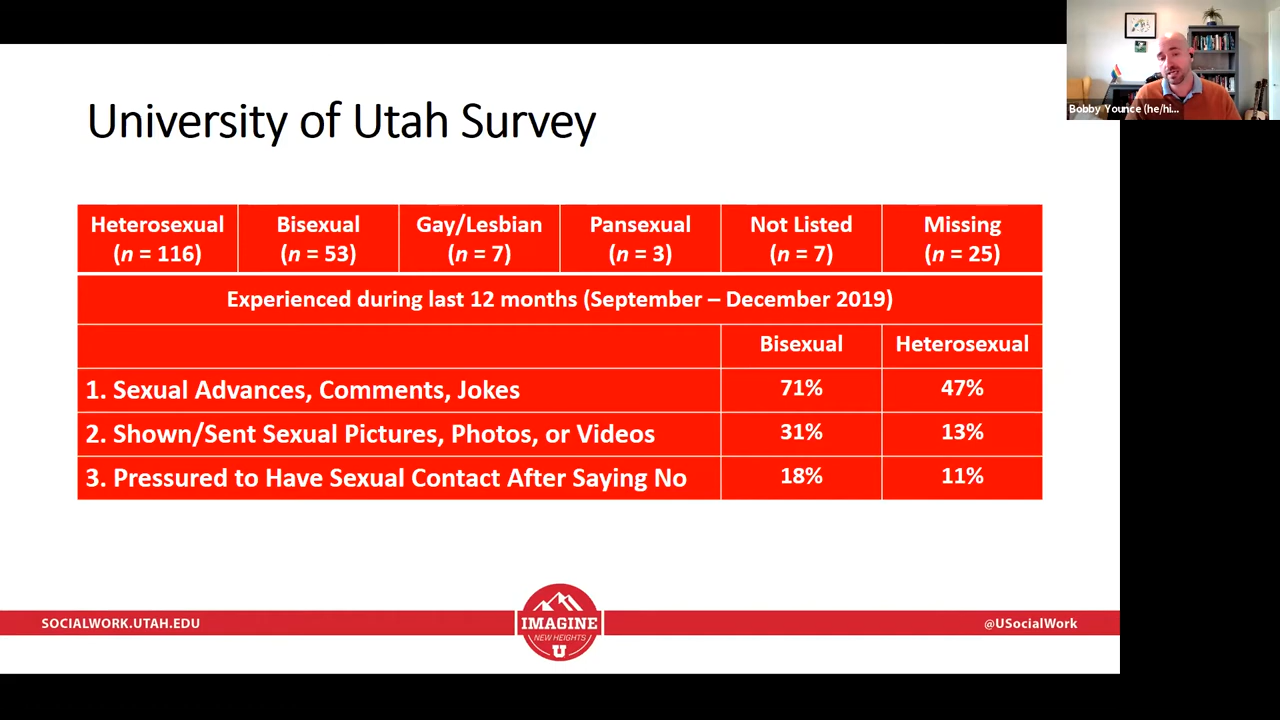 Bobby Younce (he/hi...
University of Utah Survey
Heterosexual Bisexual Gay/Lesbian Pansexual Not Listed Missing
(n = 116) (n = 53) (n = 7) (n = 3) (n = 7) (n = 25)
Experienced during last 12 months (September – December 2019)
Bisexual Heterosexual
1. Sexual Advances, Comments, Jokes 71% 47%
2. Shown/Sent Sexual Pictures, Photos, or Videos 31% 13%
3. Pressured to Have Sexual Contact After Saying No 18% 11%
SOCIALWORK.UTAH.EDU
IMAGINE
NEW HEIGHTS
U
@USocialWork